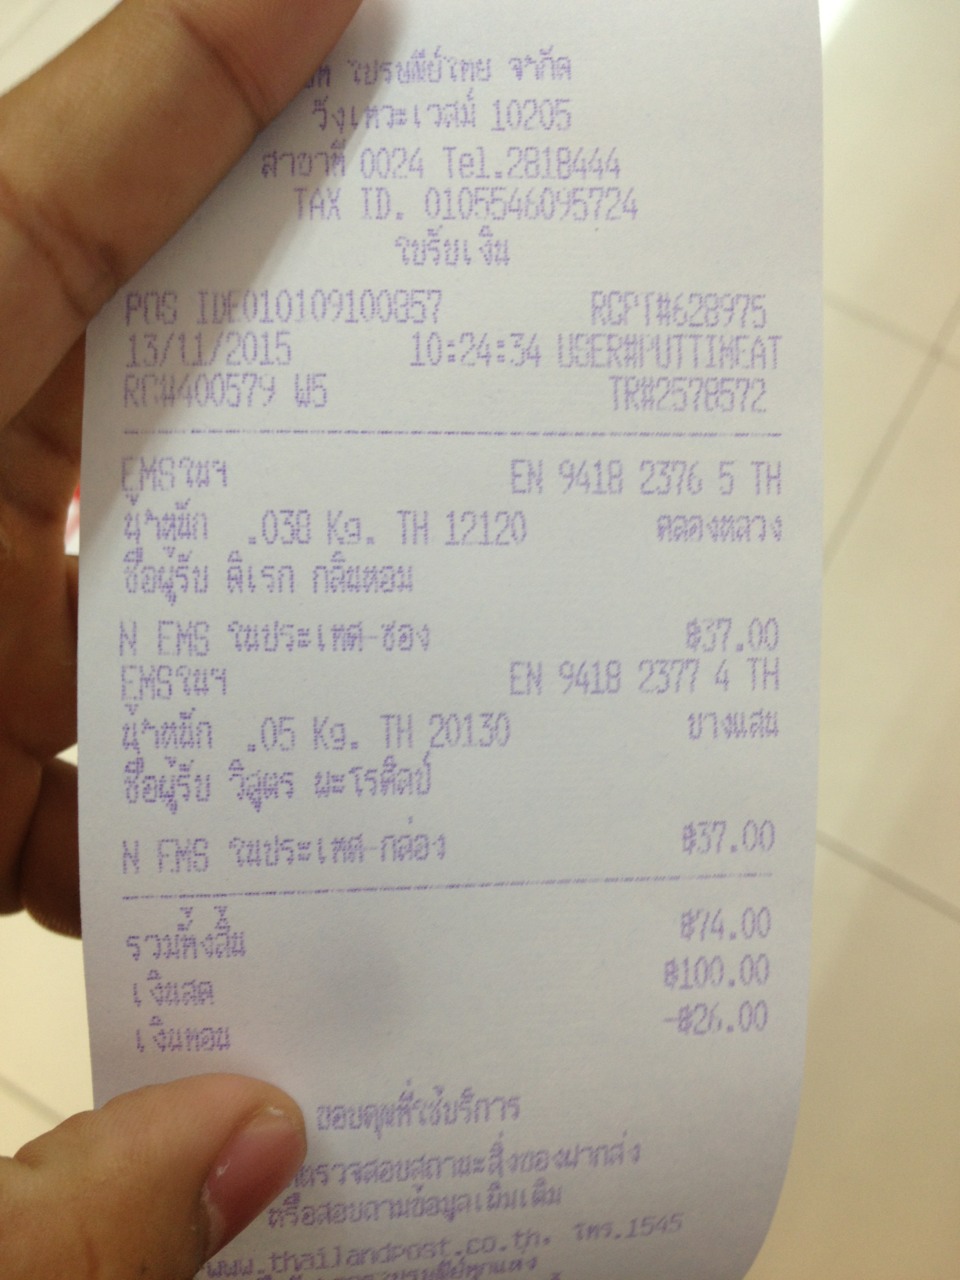 ไปรษณีย์ไทย จำกัด
วังเทวะเวสม์ 10205
สาขาที่ 0024 Tel.2818444
TAX ID. 0105546095724
ใบรับเงิน
POS ID#010109100857 RCPT#628975
13/11/2015 10:24:34 USER#PUTTIMEAT
RC#400579 W5 TR#2578572
EMSในฯ EN 9418 2376 5 TH
น้ำหนัก .038 Kg. TH 12120 คลองหลวง
ชื่อผู้รับ ดิเรก กลิ่นหอม
N EMS ในประเทศ-ซอง ฿37.00
EMSในฯ EN 9418 2377 4 TH
น้ำหนัก .05 Kg. TH 20130 บางแสน
ชื่อผู้รับ วิสูตร
N EMS ในประเทศ-กล่อง ฿37.00
รวมทั้งสิ้น ฿74.00
เงินสด ฿100.00
เงินทอน -฿26.00
ขอบคุณที่ใช้บริการ
ตรวจสอบสถานะสิ่งของฝากส่ง
หรือสอบถามข้อมูลเพิ่มเติม
www.thailandpost.co.th. โทร.1545